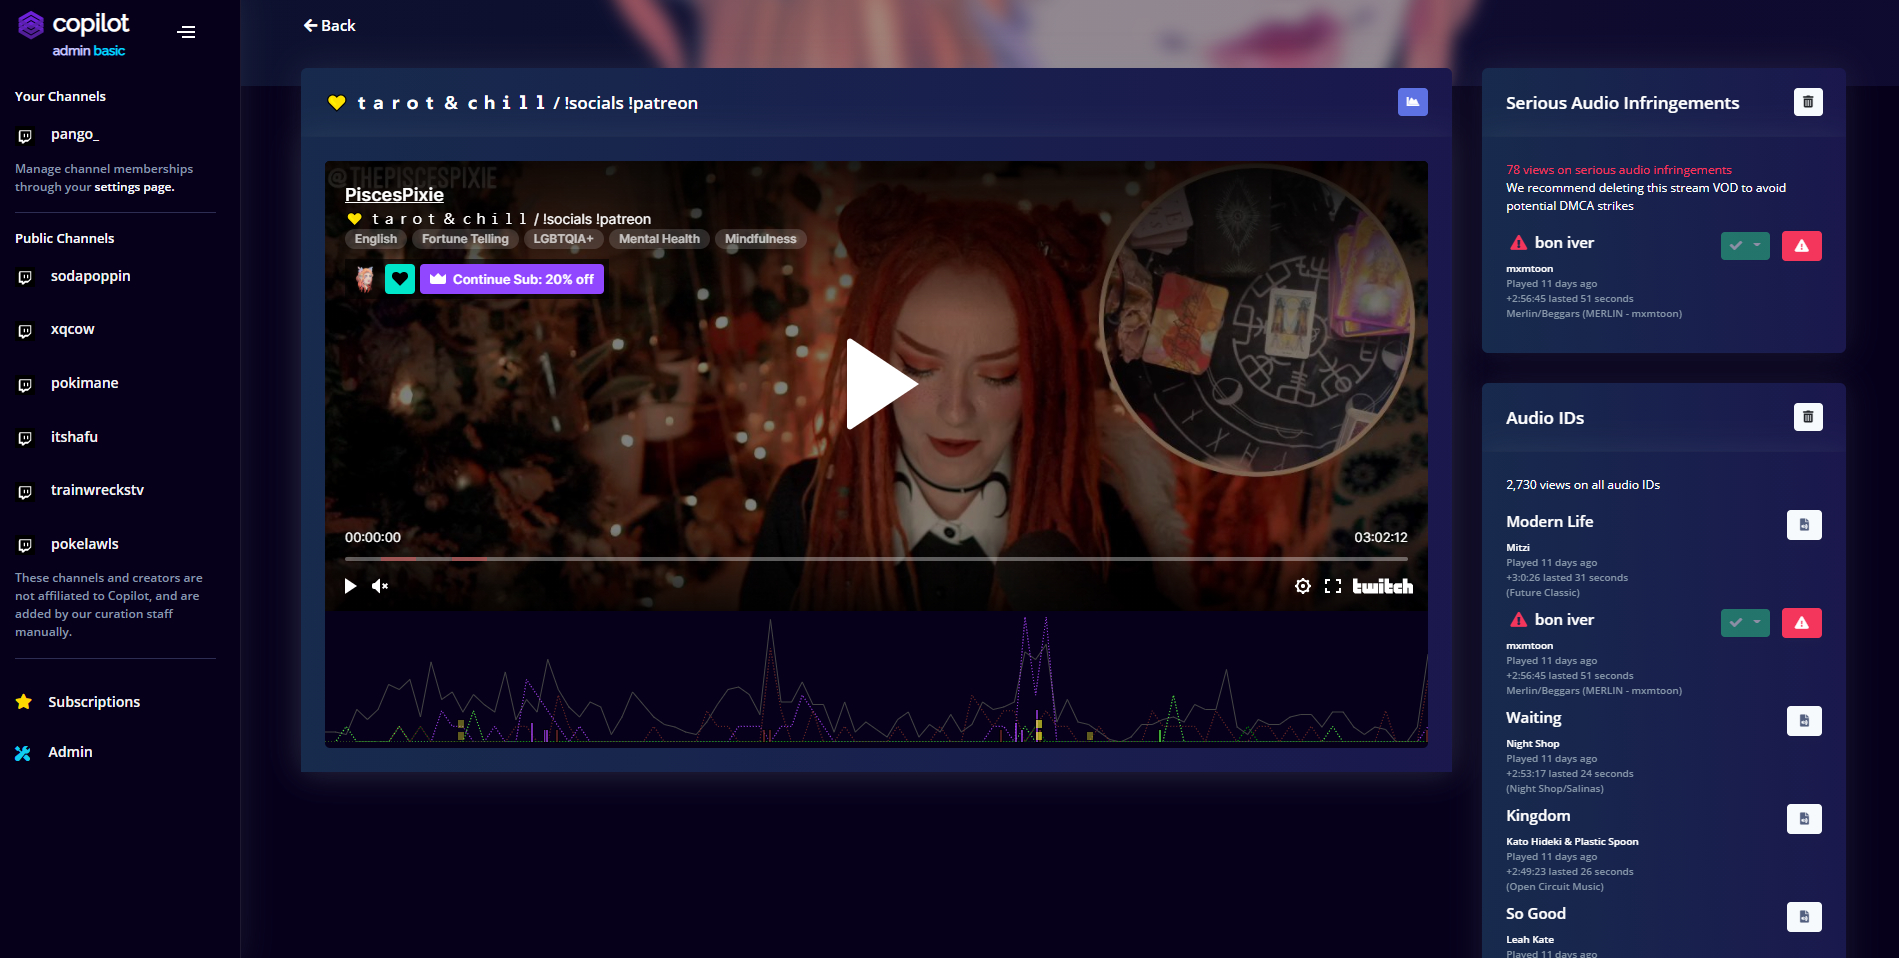 copilot
admin basic
Your Channels
pango_
Manage channel memberships
through your settings page.
Public Channels
sodapoppin
xqcow
pokimane
itshafu
trainwreckstv
pokelawls
These channels and creators are
not affiliated to Copilot, and are
added by our curation staff
manually.
Subscriptions
Admin
Back
t a r o t & c h i l l / !socials !patreon
@THEPISCESPIXIE
PiscesPixie
t a r o t & c h i l l / !socials !patreon
English Fortune Telling LGBTQIA+ Mental Health Mindfulness
Continue Sub: 20% off
00:00:00 03:02:12
twitch
Serious Audio Infringements
78 views on serious audio infringements
We recommend deleting this stream VOD to avoid
potential DMCA strikes
bon iver
mxmtoon
Played 11 days ago
+2:56:45 lasted 51 seconds
Merlin/Beggars (MERLIN - mxmtoon)
Audio IDs
2,730 views on all audio IDs
Modern Life
Mitzi
Played 11 days ago
+3:0:26 lasted 31 seconds
(Future Classic)
bon iver
mxmtoon
Played 11 days ago
+2:56:45 lasted 51 seconds
Merlin/Beggars (MERLIN - mxmtoon)
Waiting
Night Shop
Played 11 days ago
+2:53:17 lasted 24 seconds
(Night Shop/Salinas)
Kingdom
Kato Hideki & Plastic Spoon
Played 11 days ago
+2:49:23 lasted 26 seconds
(Open Circuit Music)
So Good
Leah Kate
Played 11 days ago